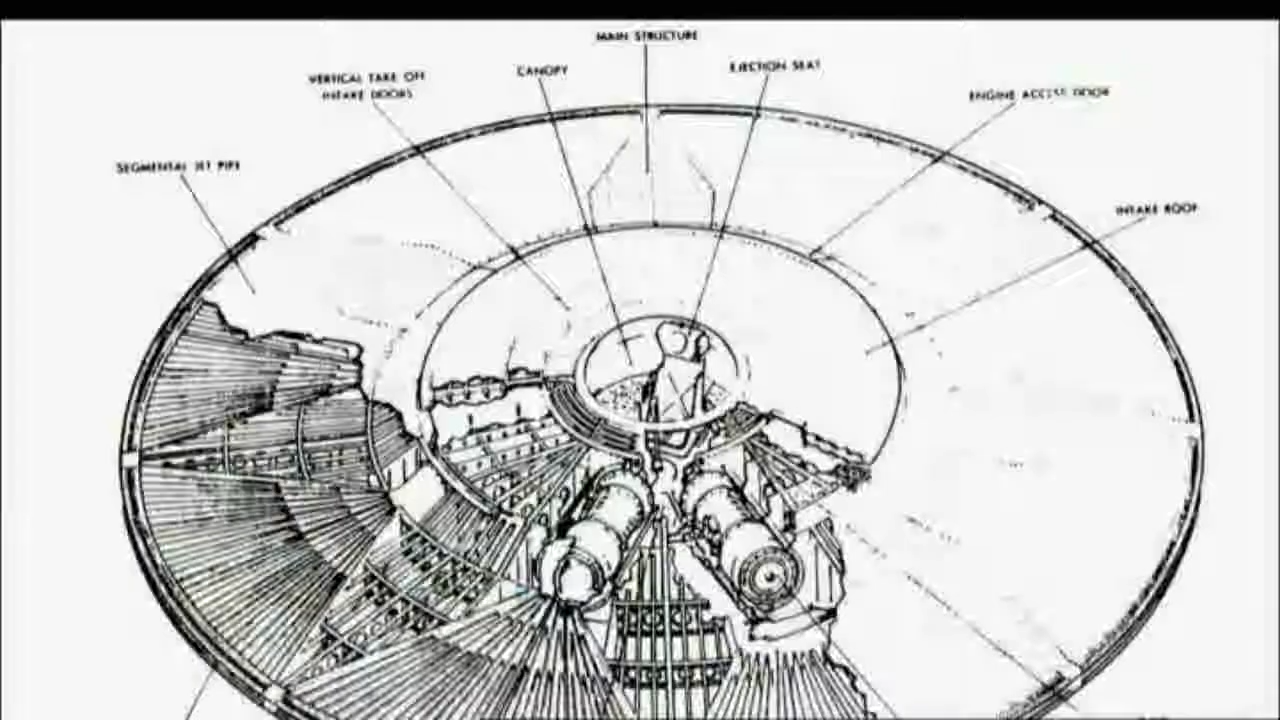 MAIN STRUCTURE
CANOPY
EJECTION SEAT
VERTICAL TAKE OFF
INTAKE DOORS
ENGINE ACCESS DOOR
SEGMENTAL JET PIPE
INTAKE ROOF